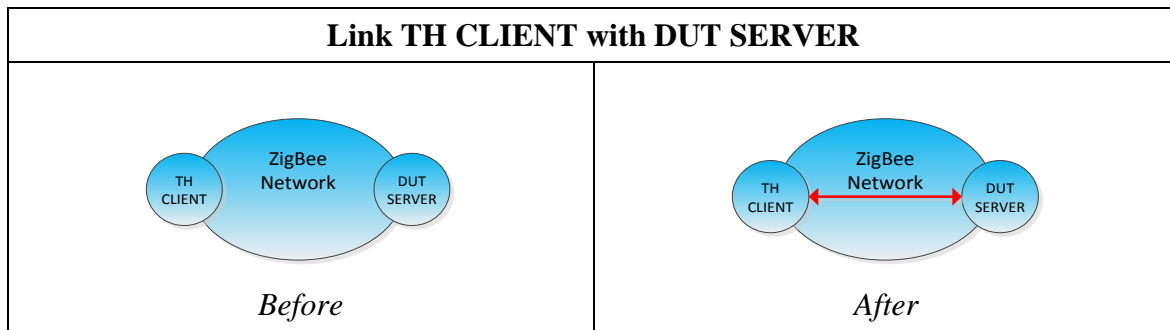 Link TH CLIENT with DUT SERVER
ZigBee
Network
TH
CLIENT
DUT
SERVER
Before
ZigBee
Network
TH
CLIENT
DUT
SERVER
After